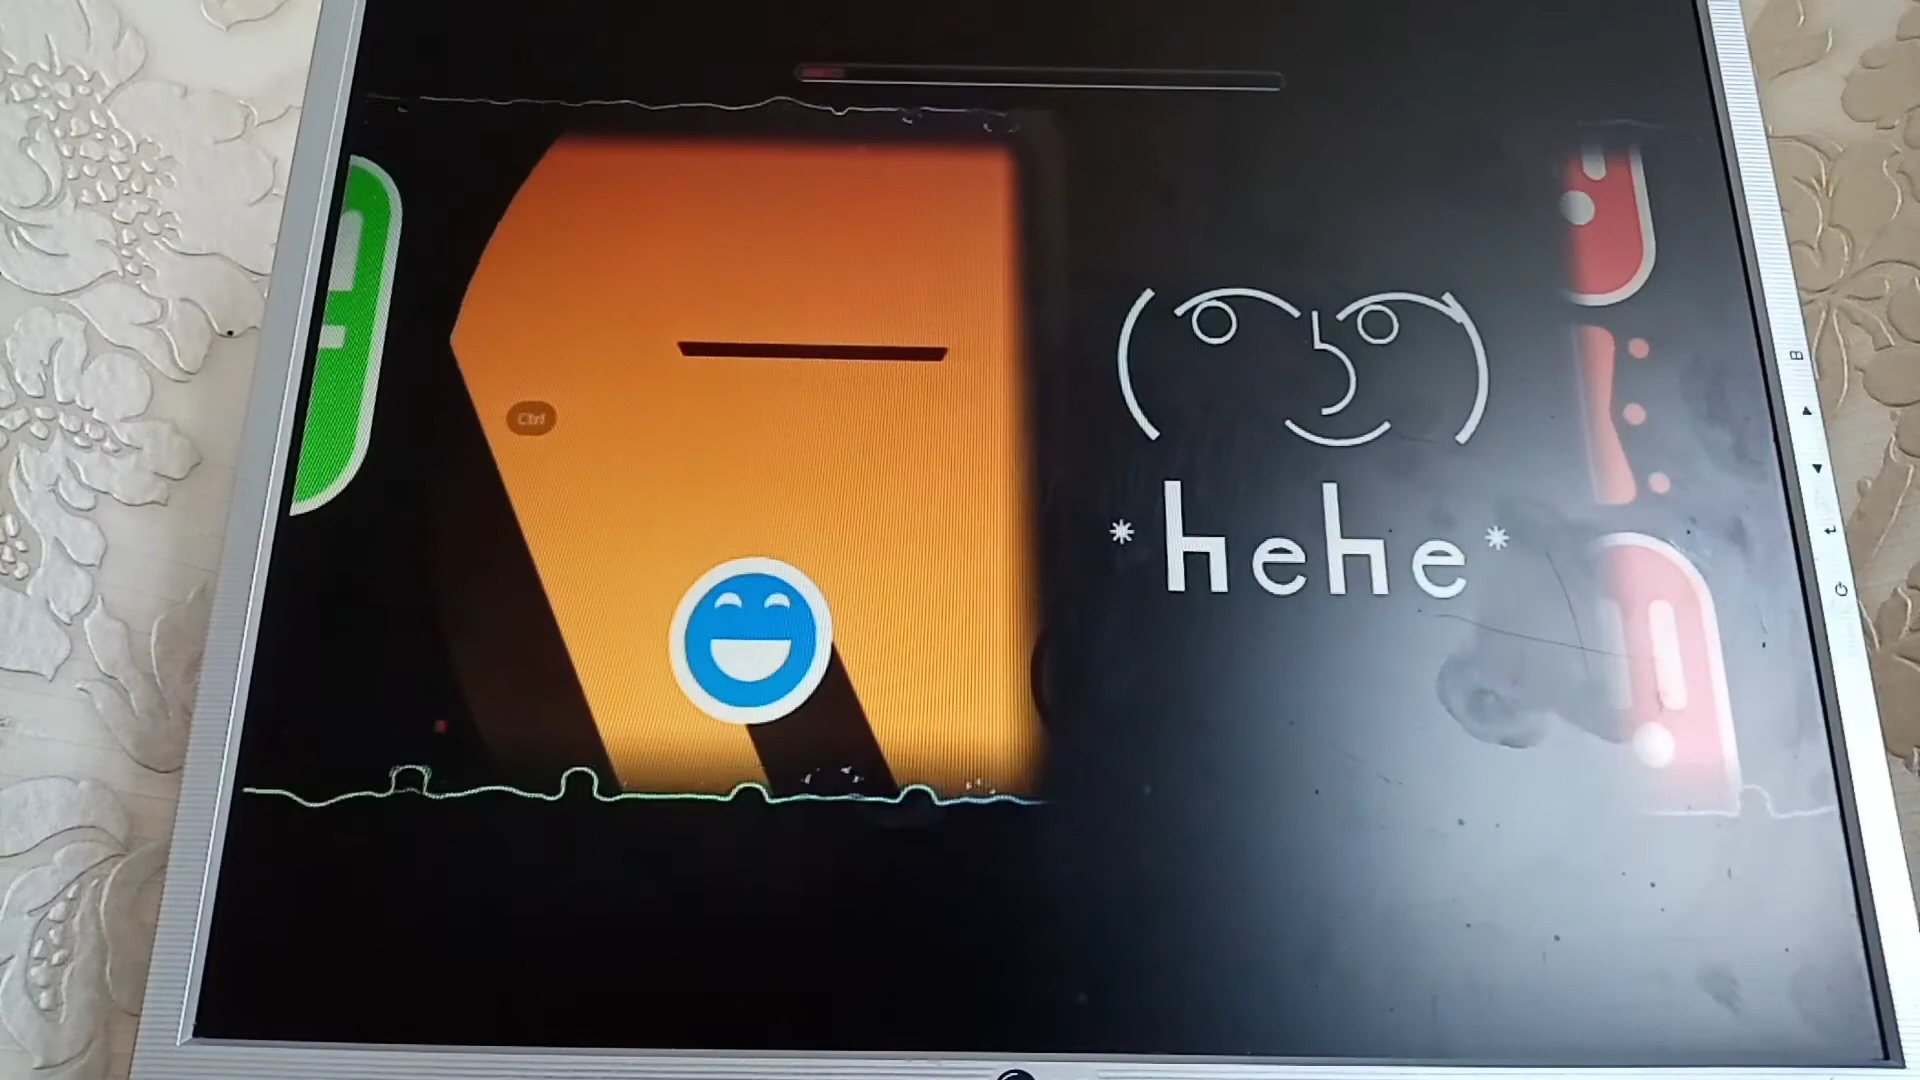 Ctrl
( ͡° ͜ʖ ͡°)
*hehe*